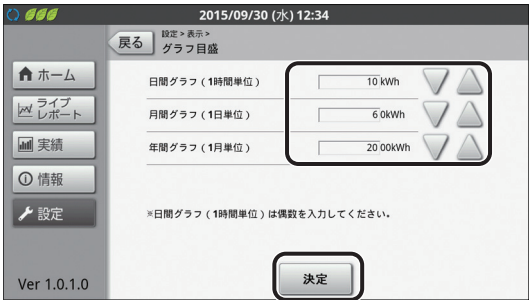 2015/09/30 (水) 12:34
戻る
設定 > 表示 >
グラフ目盛
ホーム
ライブ
レポート
実績
情報
設定
Ver 1.0.1.0
日間グラフ（1時間単位） 10 kWh
月間グラフ（1日単位） 6 0kWh
年間グラフ（1月単位） 20 00kWh
※日間グラフ（1時間単位）は偶数を入力してください。
決定